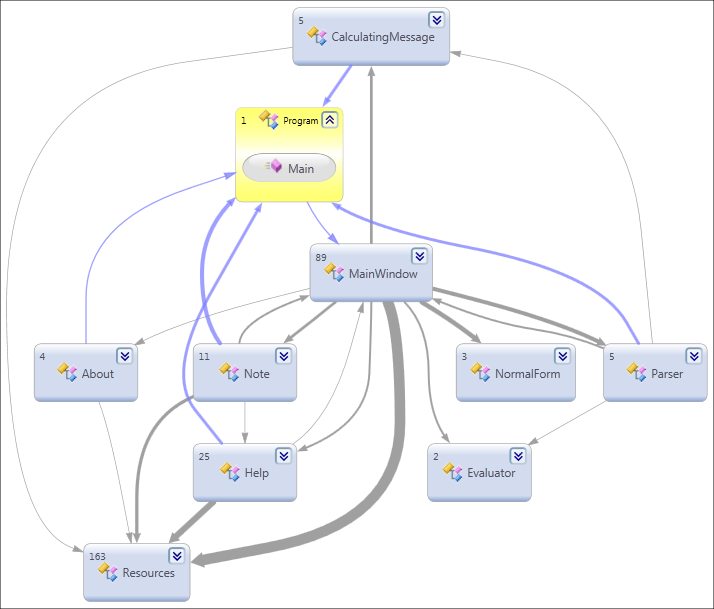 5
CalculatingMessage
1
Program
Main
89
MainWindow
4
About
11
Note
3
NormalForm
5
Parser
25
Help
2
Evaluator
163
Resources